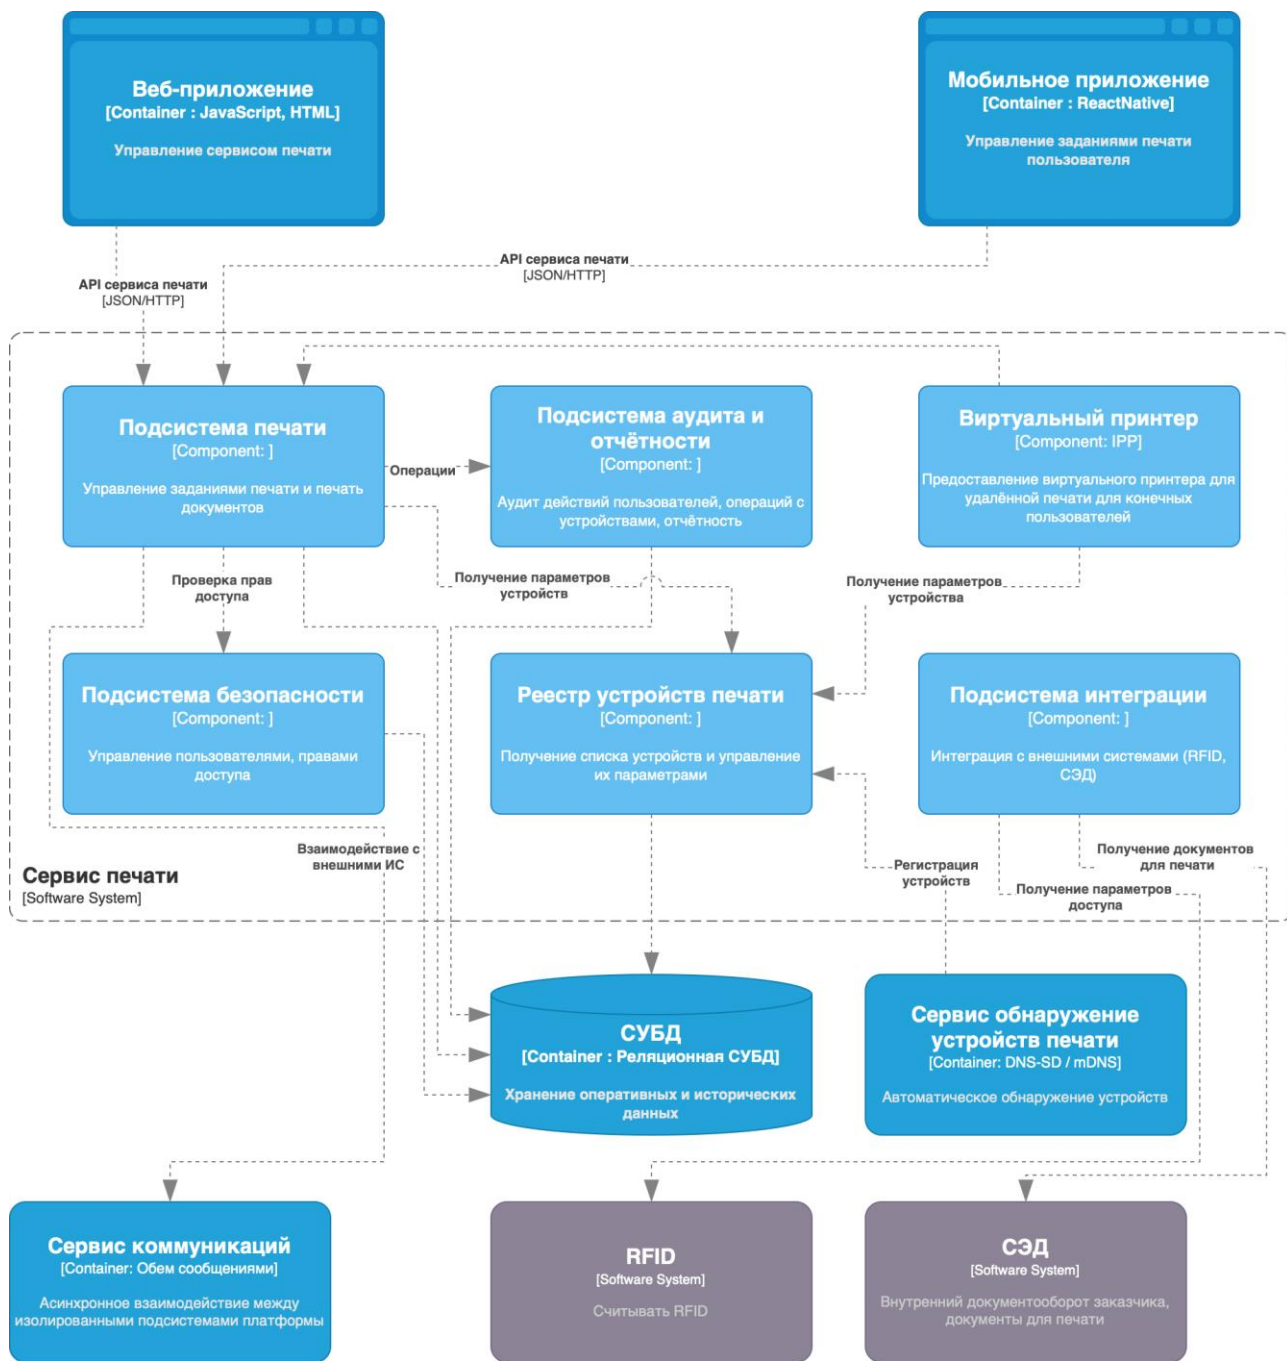 Веб-приложение
[Container : JavaScript, HTML]
Управление сервисом печати
Мобильное приложение
[Container : ReactNative]
Управление заданиями печати
пользователя
API сервиса печати
[JSON/HTTP]
API сервиса печати
[JSON/HTTP]
Подсистема печати
[Component: ]
Управление заданиями печати и печать
документов
Операции
Подсистема аудита и
отчётности
[Component: ]
Аудит действий пользователей, операций с
устройствами, отчётность
Виртуальный принтер
[Component: IPP]
Предоставление виртуального принтера для
удалённой печати для конечных
пользователей
Проверка прав
доступа
Получение параметров
устройств
Получение параметров
устройства
Подсистема безопасности
[Component: ]
Управление пользователями, правами
доступа
Реестр устройств печати
[Component: ]
Получение списка устройств и управление
их параметрами
Подсистема интеграции
[Component: ]
Интеграция с внешними системами (RFID,
СЭД)
Взаимодействие с
внешними ИС
Регистрация
устройств
Получение документов
для печати
Получение параметров
доступа
Сервис печати
[Software System]
СУБД
[Container : Реляционная СУБД]
Хранение оперативных и исторических
данных
Сервис обнаружение
устройств печати
[Container: DNS-SD / mDNS]
Автоматическое обнаружение устройств
Сервис коммуникаций
[Container: Обем сообщениями]
Асинхронное взаимодействие между
изолированными подсистемами платформы
RFID
[Software System]
Считывать RFID
СЭД
[Software System]
Внутренний документооборот заказчика,
документы для печати